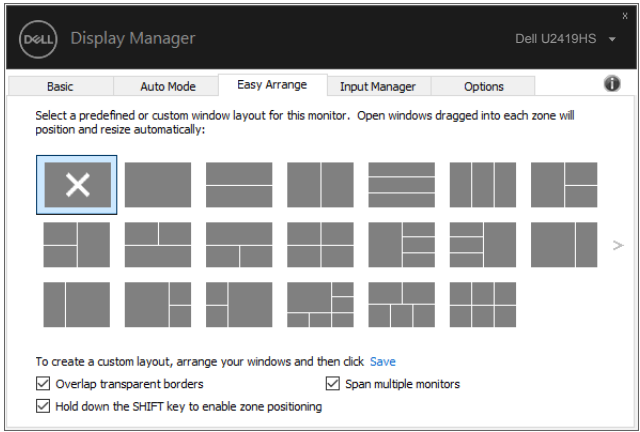 x
DELL Display Manager Dell U2419HS
Basic Auto Mode Easy Arrange Input Manager Options i
Select a predefined or custom window layout for this monitor. Open windows dragged into each zone will
position and resize automatically:
>
To create a custom layout, arrange your windows and then click Save
Overlap transparent borders Span multiple monitors
Hold down the SHIFT key to enable zone positioning